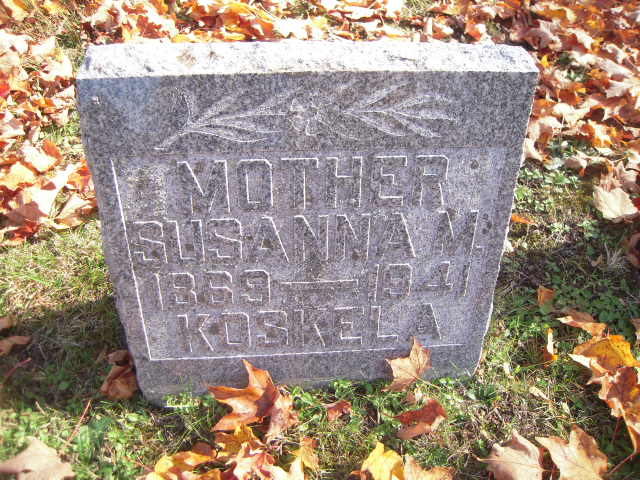 MOTHER
SUSANNA M.
1869 — 1941
KOSKELA